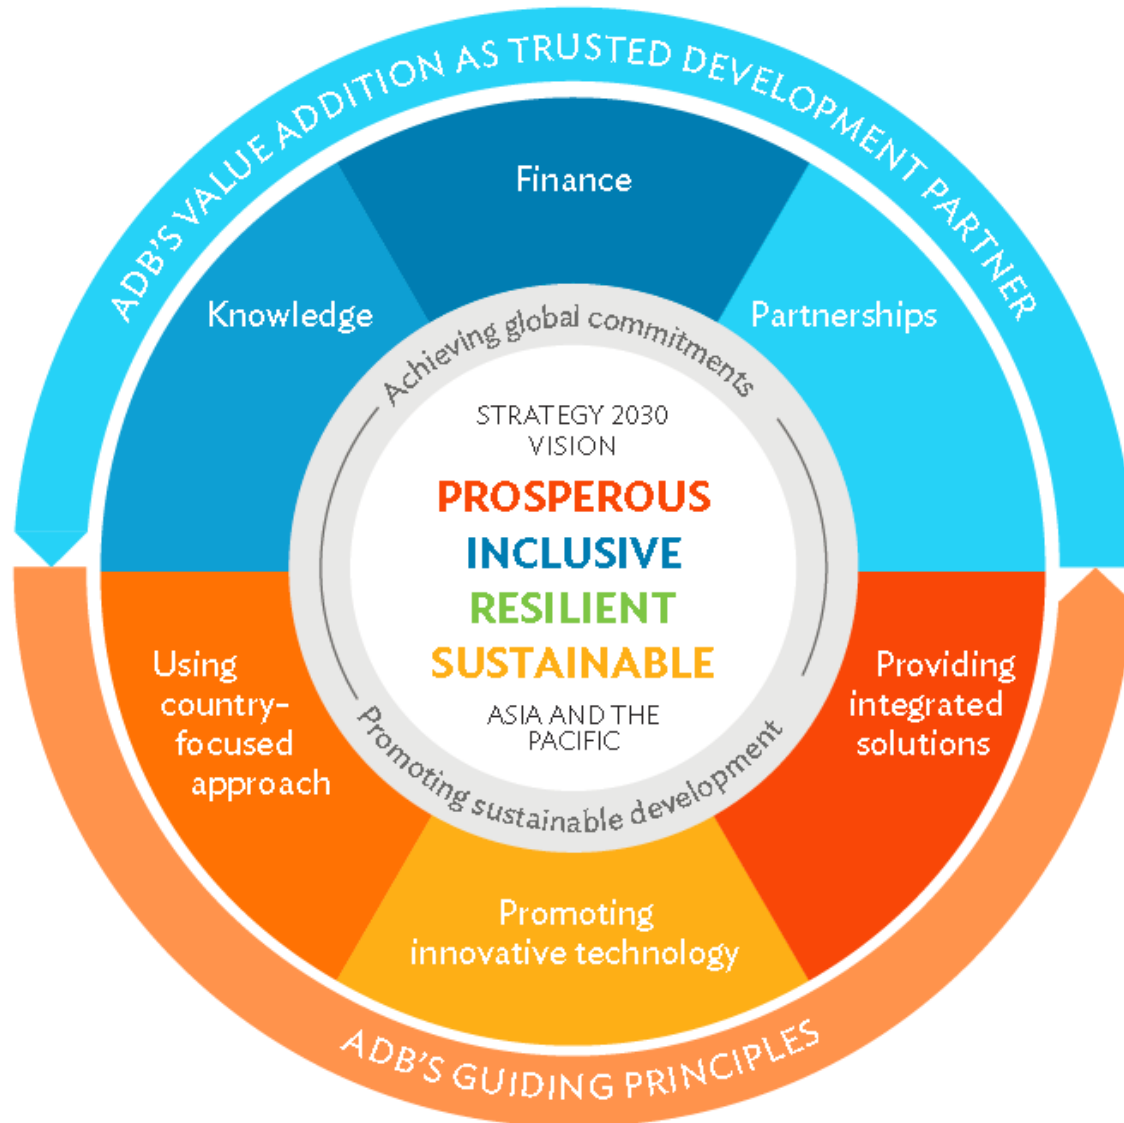 ADB'S VALUE ADDITION AS TRUSTED DEVELOPMENT PARTNER
Finance
Knowledge
Partnerships
Achieving global commitments
STRATEGY 2030
VISION
PROSPEROUS
INCLUSIVE
RESILIENT
SUSTAINABLE
ASIA AND THE
PACIFIC
Promoting sustainable development
Using
country-
focused
approach
Providing
integrated
solutions
Promoting
innovative technology
ADB'S GUIDING PRINCIPLES